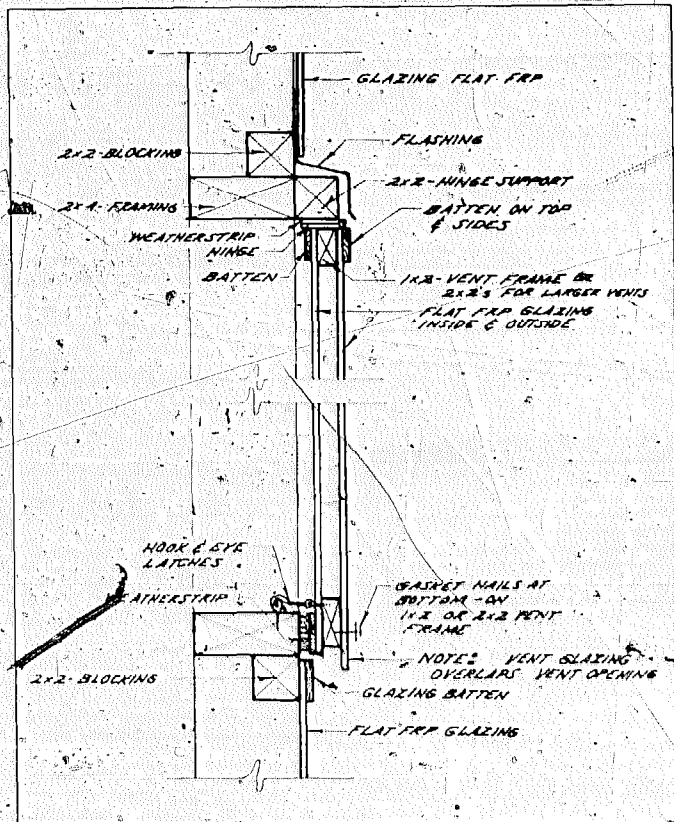 GLAZING FLAT FRP
FLASHING
2x2-BLOCKING
2x2-HINGE SUPPORT
2x4-FRAMING
BATTEN ON TOP
& SIDES
WEATHERSTRIP
HINGE
BATTEN
1x2-VENT FRAME OR
2x2's FOR LARGER VENTS
FLAT FRP GLAZING
INSIDE & OUTSIDE
HOOK & EYE
LATCHES
ATHERSTRIP
GASKET NAILS AT
BOTTOM-ON
1x2 OR 2x2 VENT
FRAME
NOTE: VENT GLAZING
OVERLAPS VENT OPENING
2x2-BLOCKING
GLAZING BATTEN
FLAT FRP GLAZING